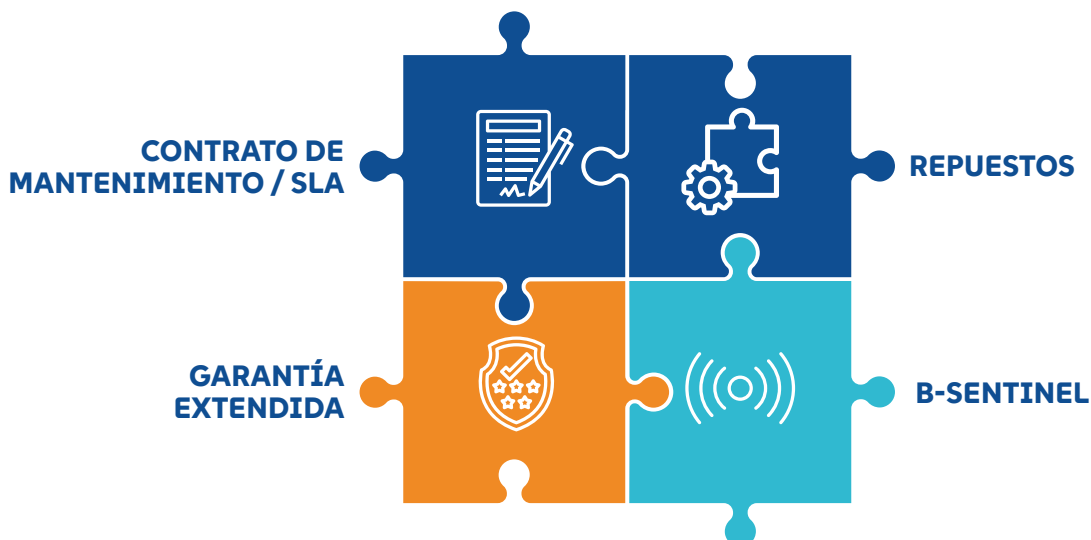 CONTRATO DE
MANTENIMIENTO / SLA
REPUESTOS
GARANTÍA
EXTENDIDA
B-SENTINEL